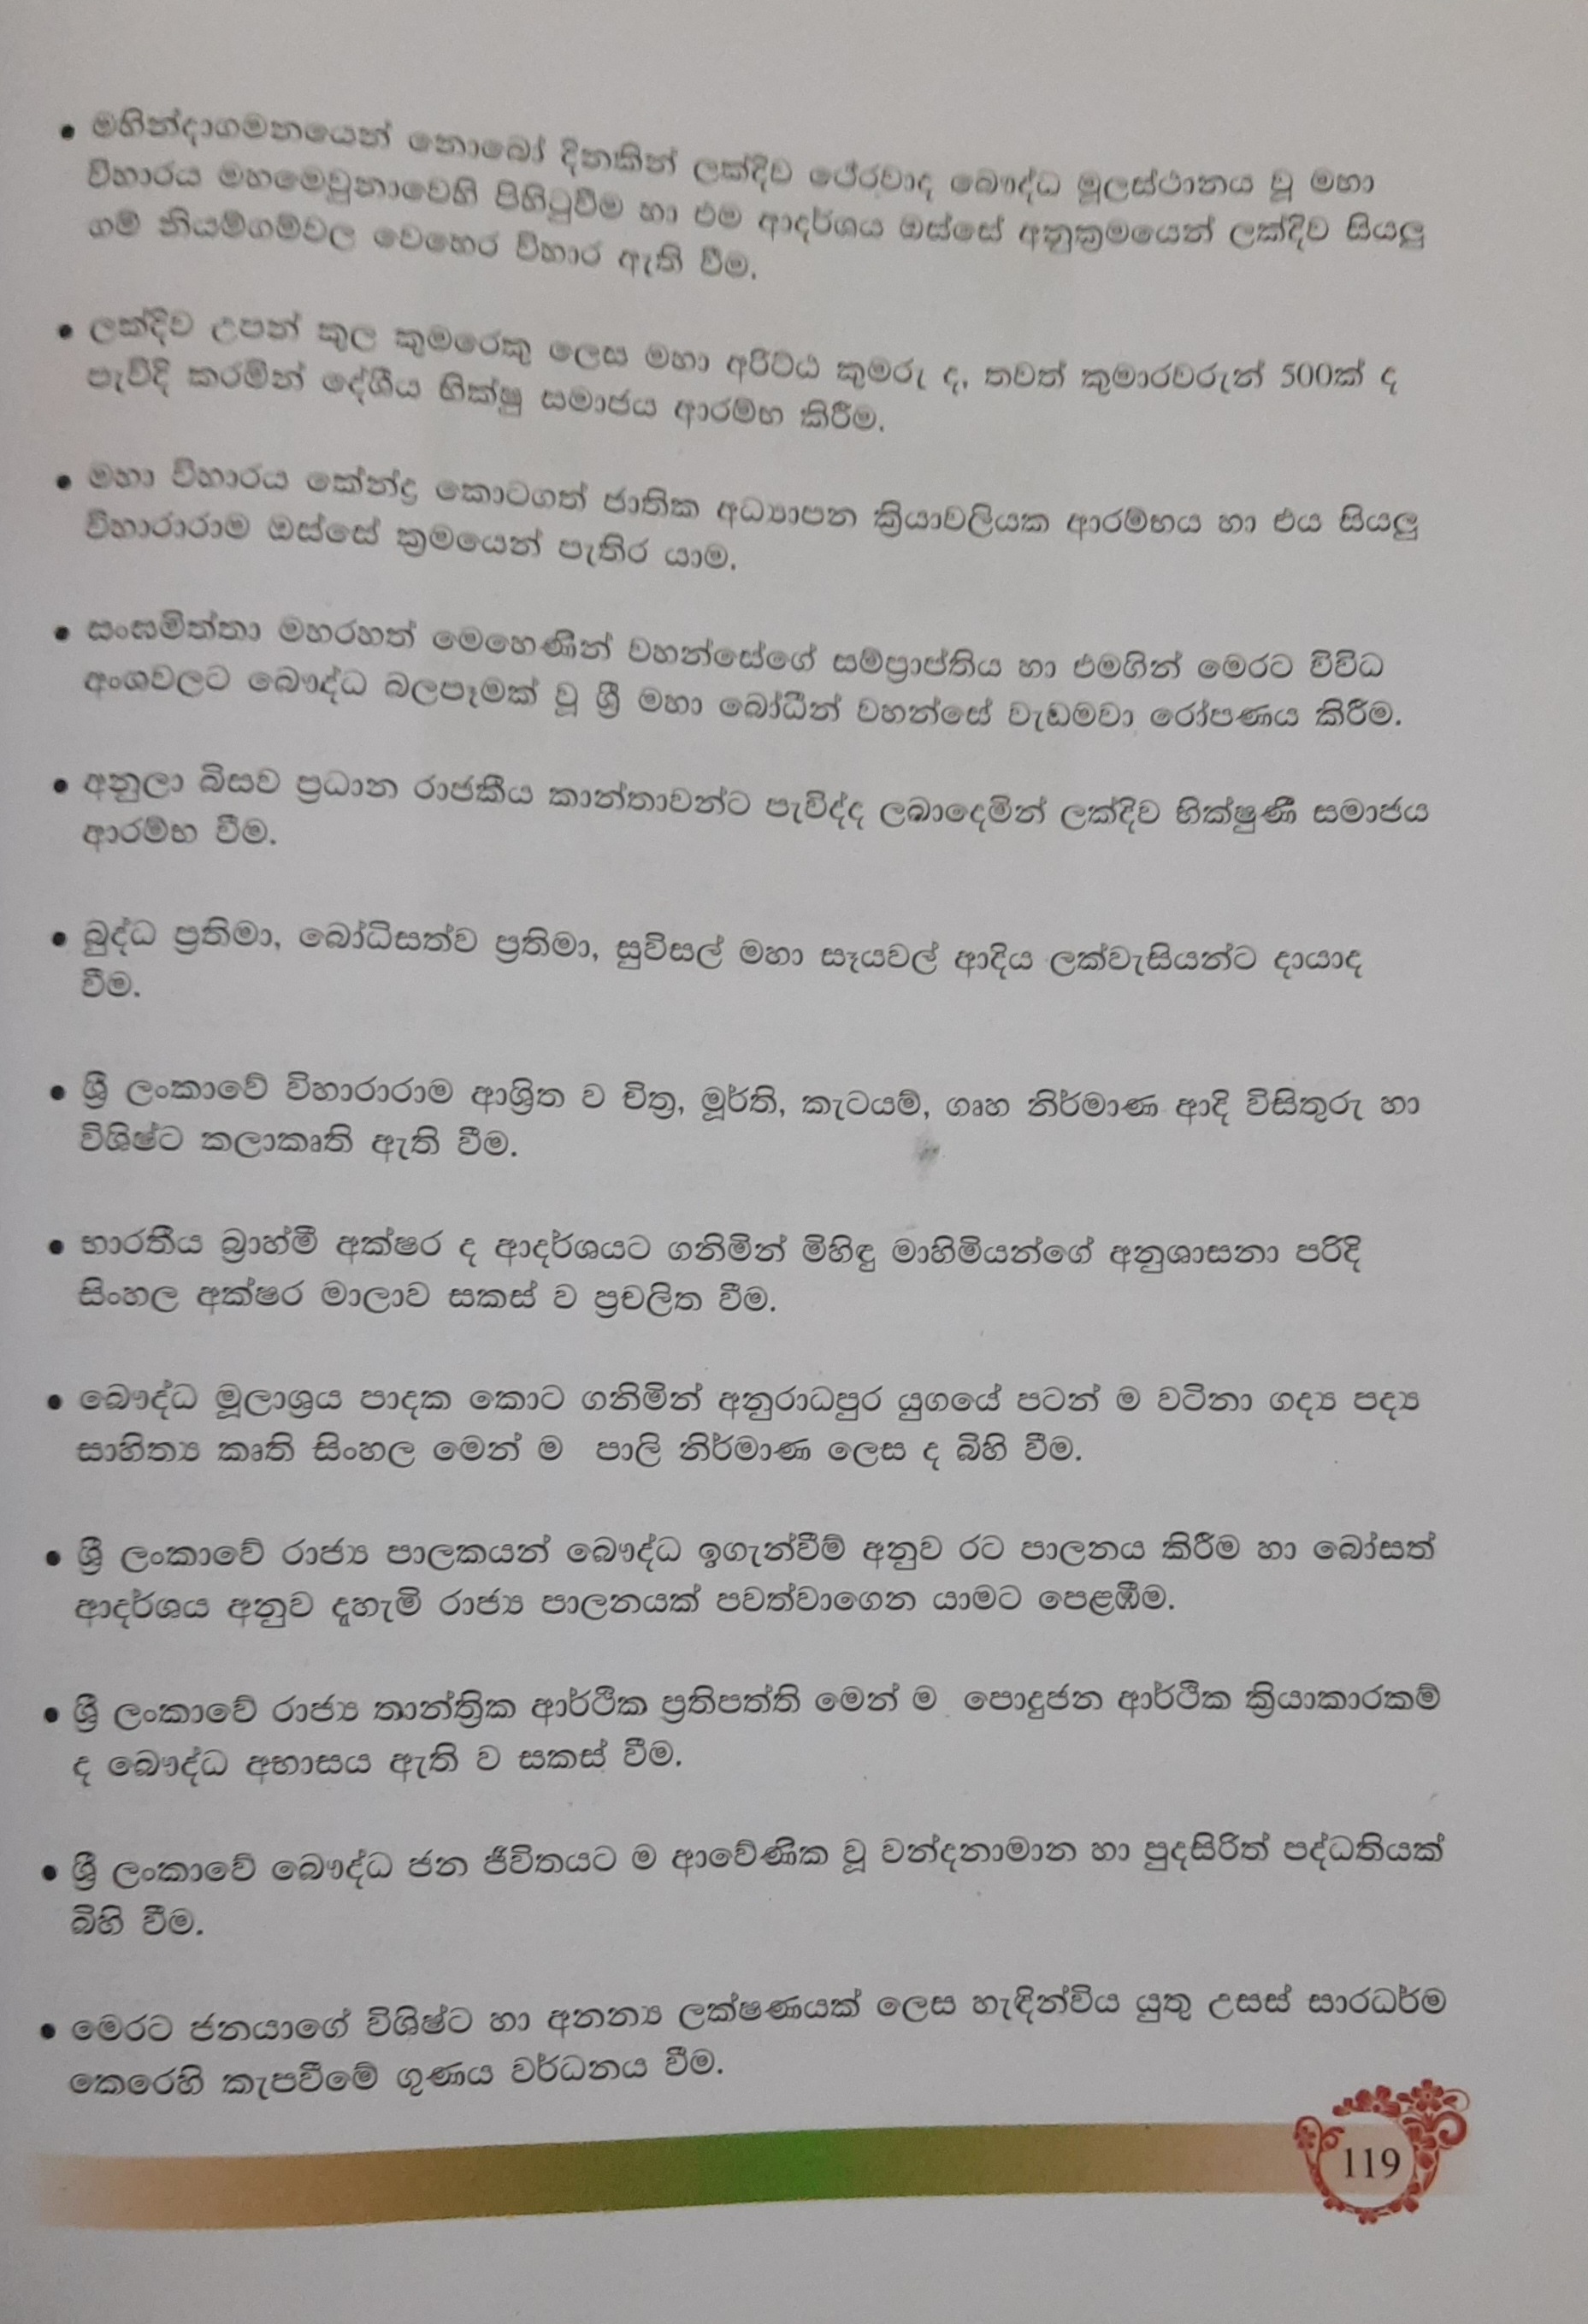 • මහින්දාගමනයෙන් නොබෝ දිනකින් ලක්දිව ථේරවාද බෞද්ධ මූලස්ථානය වූ මහා
විහාරය මහමෙවුනාවෙහි පිහිටුවීම හා එම ආදර්ශය ඔස්සේ අනුක්‍රමයෙන් ලක්දිව සියලු
ගම් නියම්ගම්වල වෙහෙර විහාර ඇති වීම.
• ලක්දිව උපන් කුල කුමරෙකු ලෙස මහා අරිට්ඨ කුමරු ද, තවත් කුමාරවරුන් 500ක් ද
පැවිදි කරමින් දේශීය භික්ෂු සමාජය ආරම්භ කිරීම.
• මහා විහාරය කේන්ද්‍ර කොටගත් ජාතික අධ්‍යාපන ක්‍රියාවලියක ආරම්භය හා එය සියලු
විහාරාරාම ඔස්සේ ක්‍රමයෙන් පැතිර යාම.
• සංඝමිත්තා මහරහත් මෙහෙණින් වහන්සේගේ සම්ප්‍රාප්තිය හා එමගින් මෙරට විවිධ
අංශවලට බෞද්ධ බලපෑමක් වූ ශ්‍රී මහා බෝධීන් වහන්සේ වැඩමවා රෝපණය කිරීම.
• අනුලා බිසව ප්‍රධාන රාජකීය කාන්තාවන්ට පැවිද්ද ලබාදෙමින් ලක්දිව භික්ෂුණී සමාජය
ආරම්භ වීම.
• බුද්ධ ප්‍රතිමා, බෝධිසත්ව ප්‍රතිමා, සුවිසල් මහා සෑයවල් ආදිය ලක්වැසියන්ට දායාද
වීම.
• ශ්‍රී ලංකාවේ විහාරාරාම ආශ්‍රිත ව චිත්‍ර, මූර්ති, කැටයම්, ගෘහ නිර්මාණ ආදි විසිතුරු හා
විශිෂ්ට කලාකෘති ඇති වීම.
• භාරතීය බ්‍රාහ්මී අක්ෂර ද ආදර්ශයට ගනිමින් මිහිඳු මාහිමියන්ගේ අනුශාසනා පරිදි
සිංහල අක්ෂර මාලාව සකස් ව ප්‍රචලිත වීම.
• බෞද්ධ මූලාශ්‍රය පාදක කොට ගනිමින් අනුරාධපුර යුගයේ පටන් ම වටිනා ගද්‍ය පද්‍ය
සාහිත්‍ය කෘති සිංහල මෙන් ම පාලි නිර්මාණ ලෙස ද බිහි වීම.
• ශ්‍රී ලංකාවේ රාජ්‍ය පාලකයන් බෞද්ධ ඉගැන්වීම් අනුව රට පාලනය කිරීම හා බෝසත්
ආදර්ශය අනුව දැහැමි රාජ්‍ය පාලනයක් පවත්වාගෙන යාමට පෙළඹීම.
• ශ්‍රී ලංකාවේ රාජ්‍ය තාන්ත්‍රික ආර්ථික ප්‍රතිපත්ති මෙන් ම පොදුජන ආර්ථික ක්‍රියාකාරකම්
ද බෞද්ධ අභාසය ඇති ව සකස් වීම.
• ශ්‍රී ලංකාවේ බෞද්ධ ජන ජීවිතයට ම ආවේණික වූ වන්දනාමාන හා පුදසිරිත් පද්ධතියක්
බිහි වීම.
• මෙරට ජනයාගේ විශිෂ්ට හා අනන්‍ය ලක්ෂණයක් ලෙස හැඳින්විය යුතු උසස් සාරධර්ම
කෙරෙහි කැපවීමේ ගුණය වර්ධනය වීම.
119